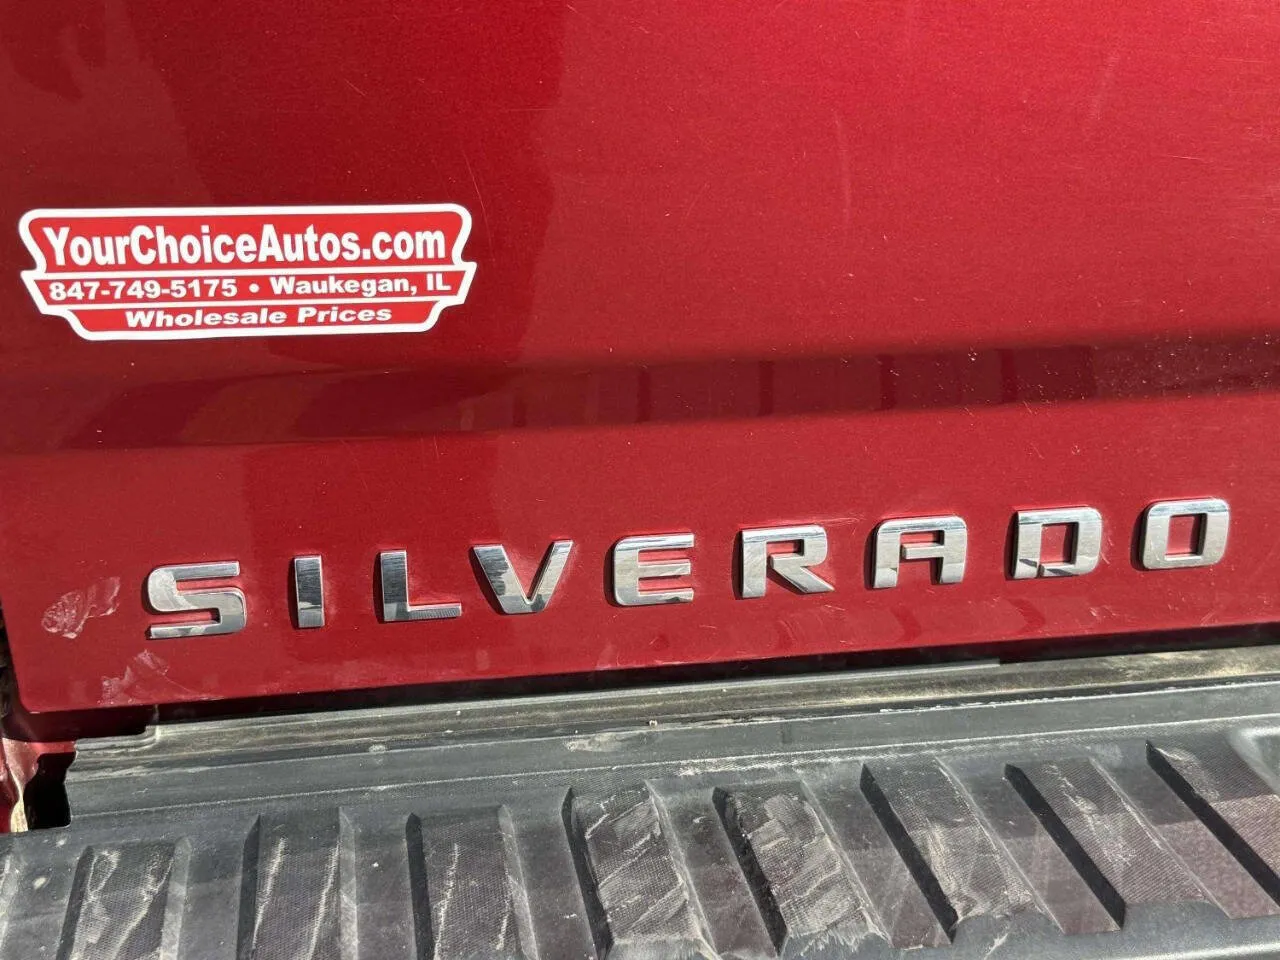 YourChoiceAutos.com
847-749-5175 • Waukegan, IL
Wholesale Prices
SILVERADO